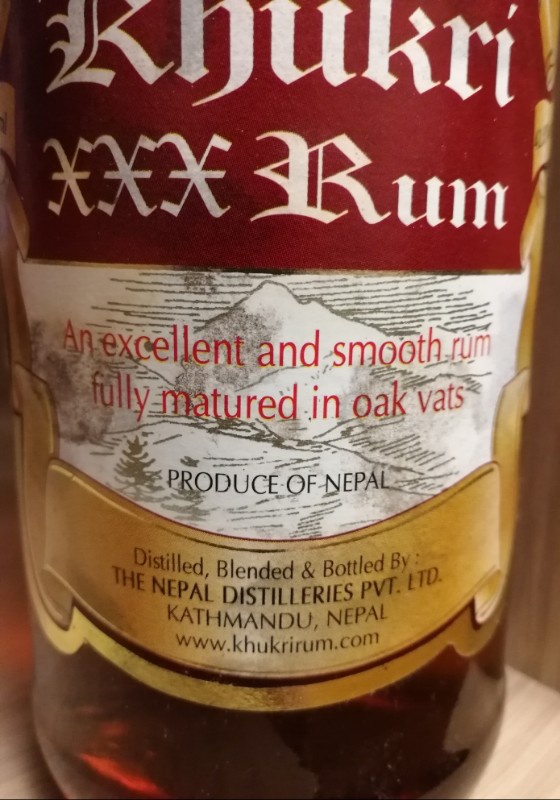 Khukri
XXX Rum
An excellent and smooth rum
fully matured in oak vats
PRODUCE OF NEPAL
Distilled, Blended & Bottled By :
THE NEPAL DISTILLERIES PVT. LTD.
KATHMANDU, NEPAL
www.khukrirum.com